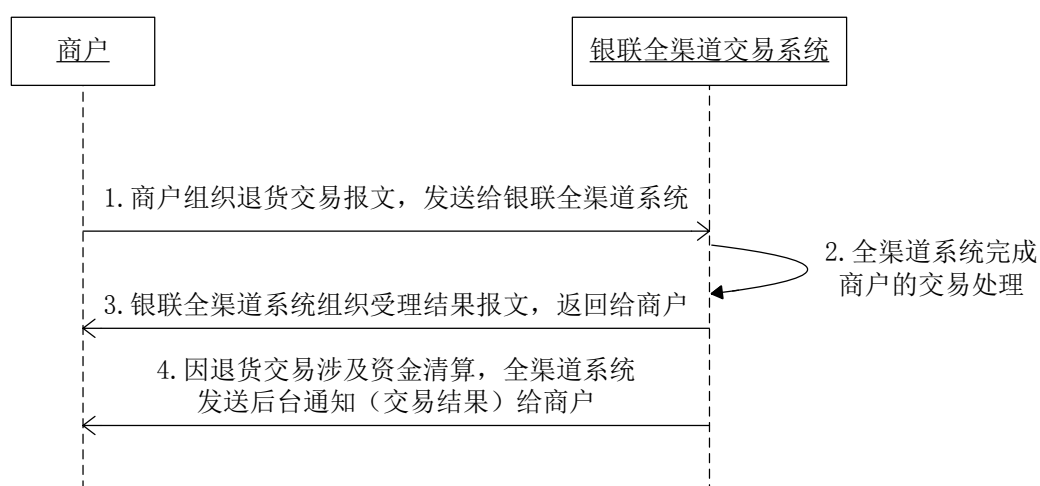 商户
银联全渠道交易系统
1.商户组织退货交易报文，发送给银联全渠道系统
2.全渠道系统完成
商户的交易处理
3.银联全渠道系统组织受理结果报文，返回给商户
4.因退货交易涉及资金清算，全渠道系统
发送后台通知（交易结果）给商户